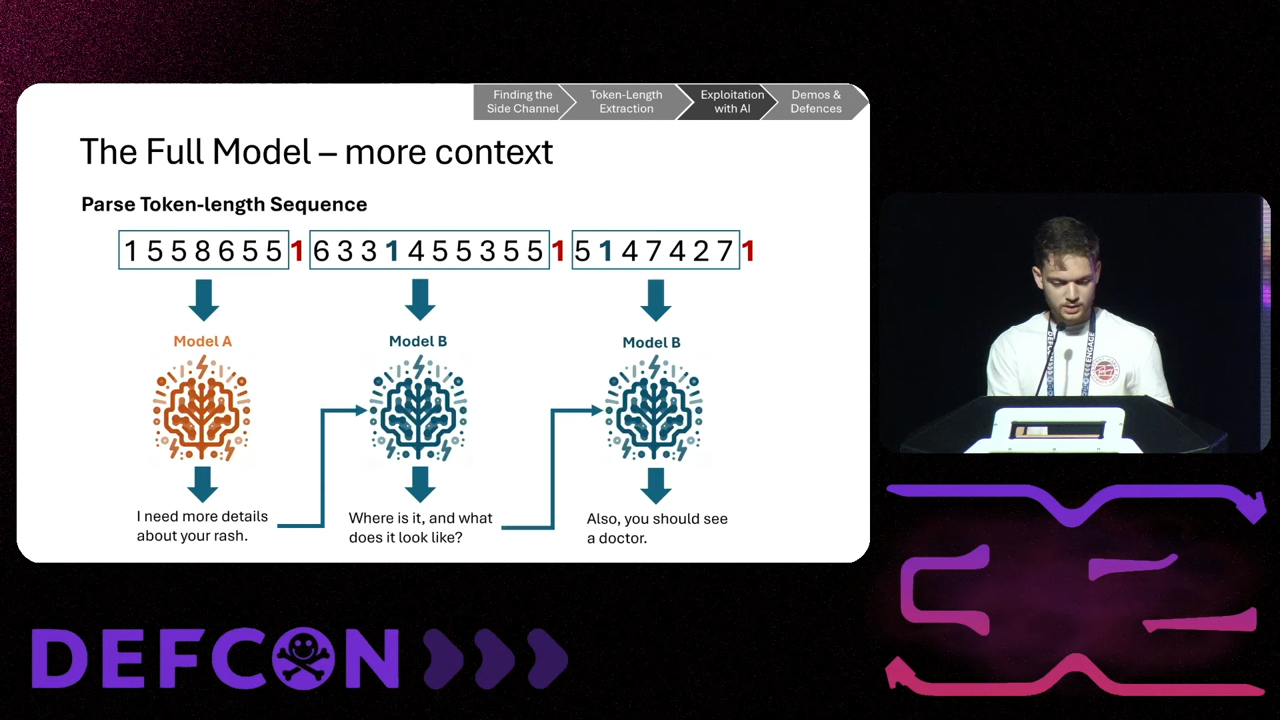 Finding the
Side Channel
Token-Length
Extraction
Exploitation
with AI
Demos &
Defences
The Full Model – more context
Parse Token-length Sequence
1 5 5 8 6 5 5 1 6 3 3 1 4 5 5 3 5 5 1 5 1 4 7 4 2 7 1
Model A
Model B
Model B
I need more details
about your rash.
Where is it, and what
does it look like?
Also, you should see
a doctor.
ENGAGE
DEFCON